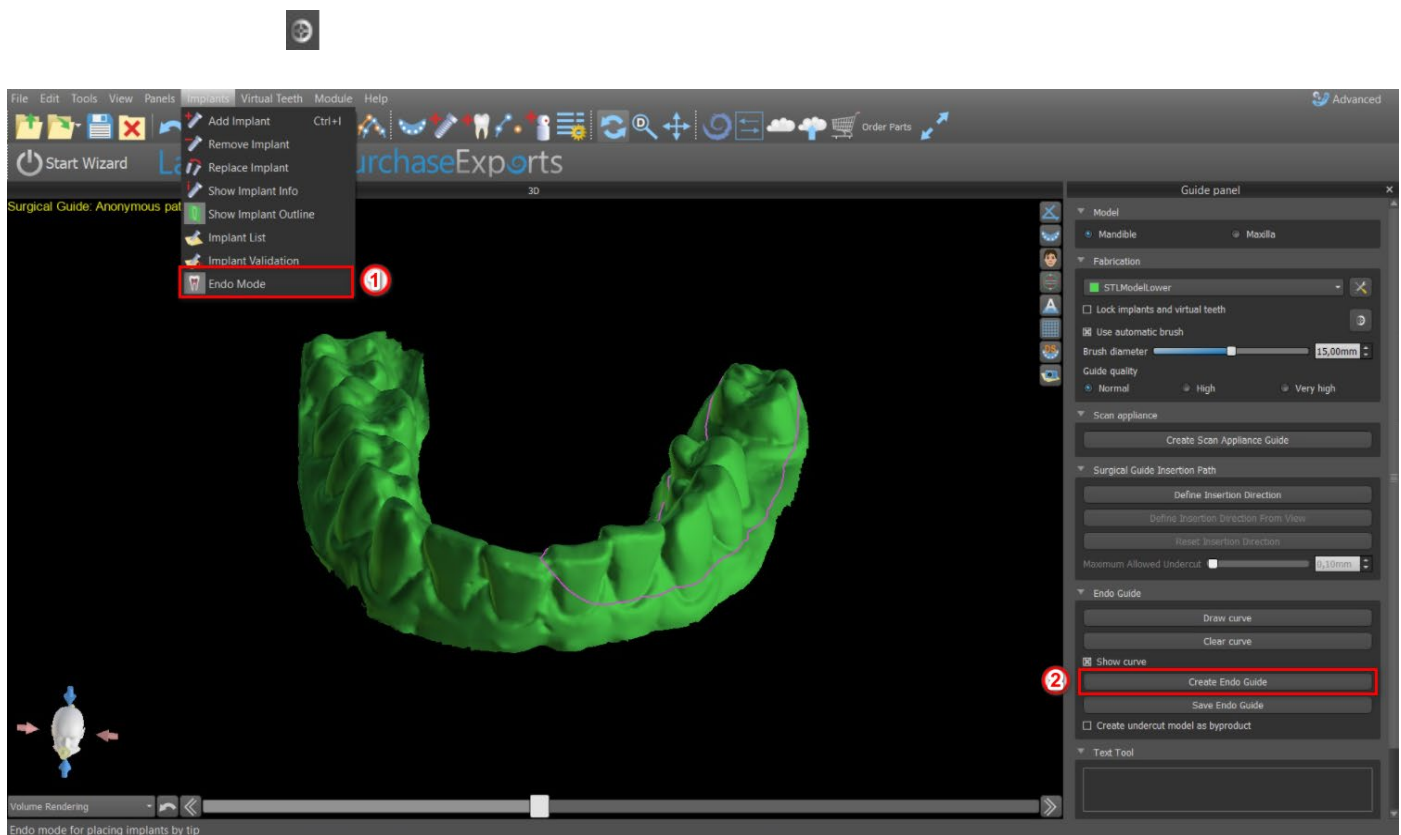 File Edit Tools View Panels Implants Virtual Teeth Module Help
Advanced
Order Parts
Start Wizard
La
urchaseExports
Add Implant Ctrl+I
Remove Implant
Replace Implant
Show Implant Info
Show Implant Outline
Implant List
Implant Validation
Endo Mode
1
3D
Surgical Guide: Anonymous pat
A
DS
Guide panel
Model
Mandible Maxilla
Fabrication
STLModelLower
Lock implants and virtual teeth
Use automatic brush
Brush diameter 15,00mm
Guide quality
Normal High Very high
Scan appliance
Create Scan Appliance Guide
Surgical Guide Insertion Path
Define Insertion Direction
Define Insertion Direction From View
Reset Insertion Direction
Maximum Allowed Undercut 0,10mm
Endo Guide
Draw curve
Clear curve
Show curve
2
Create Endo Guide
Save Endo Guide
Create undercut model as byproduct
Text Tool
Volume Rendering
Endo mode for placing implants by tip